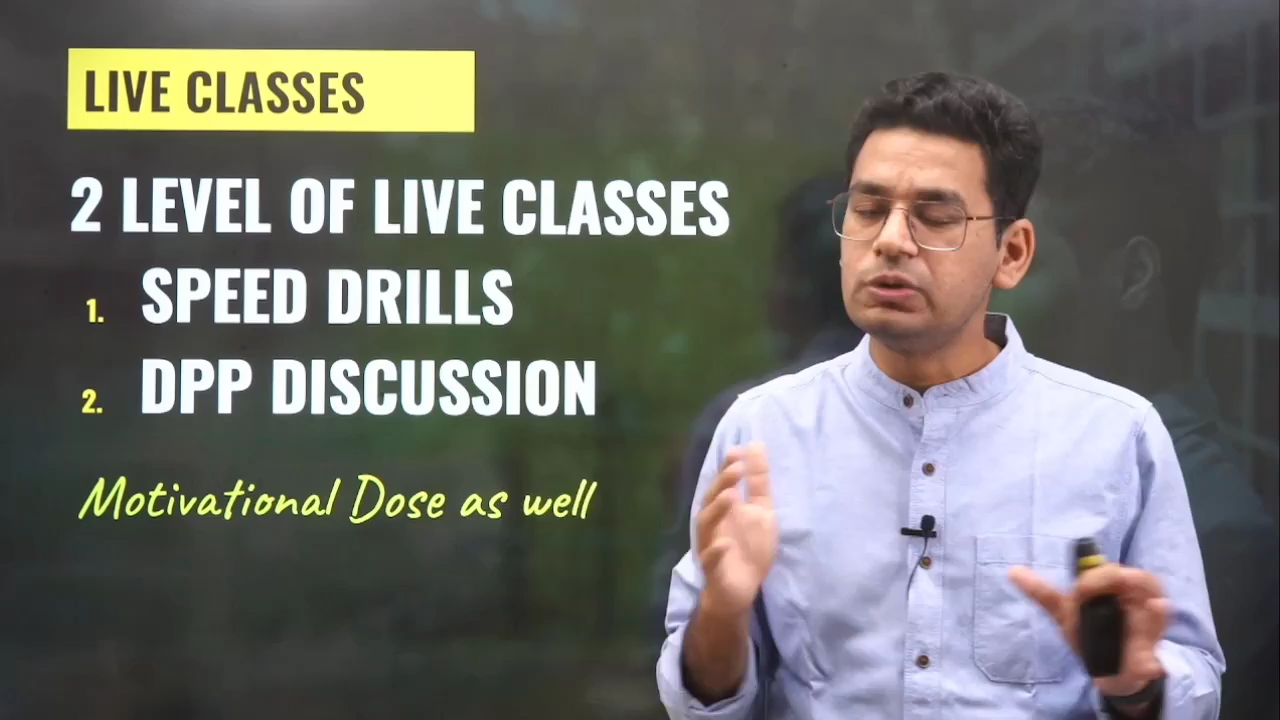 LIVE CLASSES
2 LEVEL OF LIVE CLASSES
1. SPEED DRILLS
2. DPP DISCUSSION
Motivational Dose as well